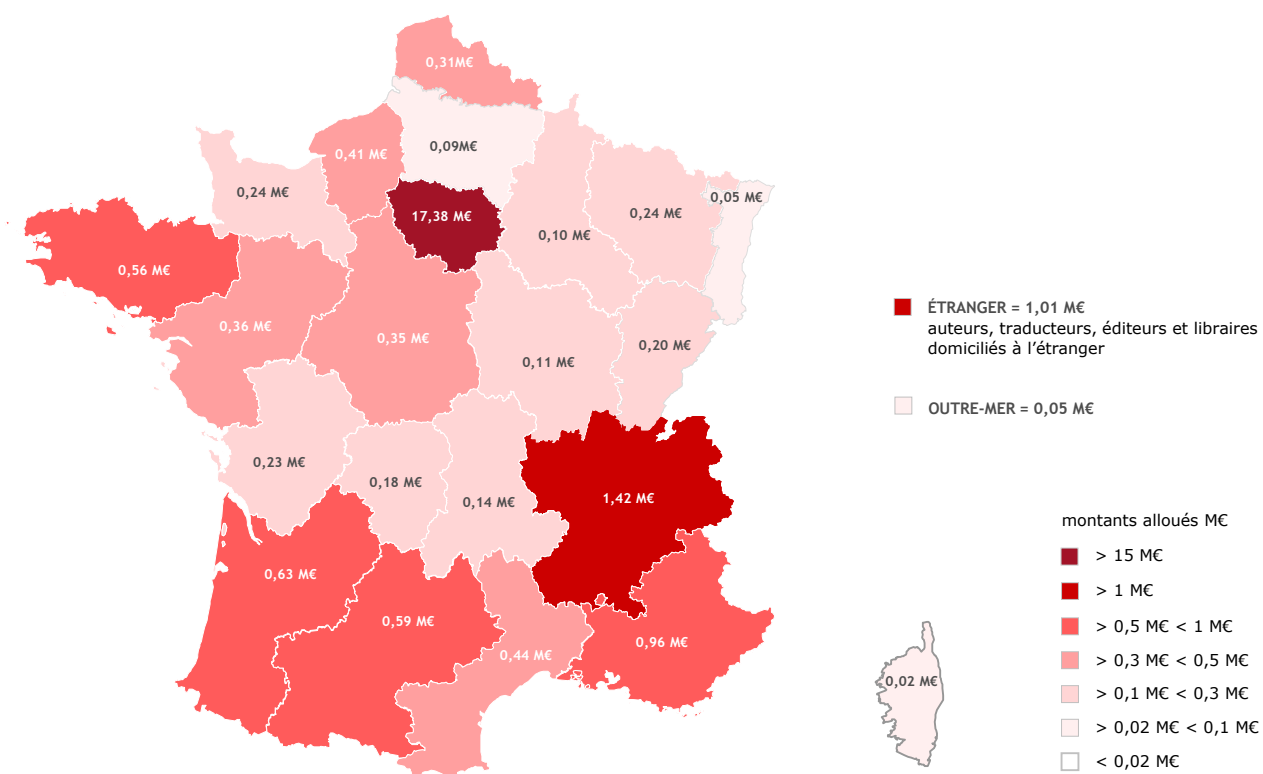 0,31M€
0,09M€
0,41 M€
0,24 M€
17,38 M€
0,10 M€
0,24 M€
0,05 M€
0,56 M€
0,36 M€
0,35 M€
0,11 M€
0,20 M€
0,23 M€
0,18 M€
0,14 M€
1,42 M€
0,63 M€
0,59 M€
0,44 M€
0,96 M€
0,02 M€
ÉTRANGER = 1,01 M€
auteurs, traducteurs, éditeurs et libraires
domiciliés à l’étranger
OUTRE-MER = 0,05 M€
montants alloués M€
> 15 M€
> 1 M€
> 0,5 M€ < 1 M€
> 0,3 M€ < 0,5 M€
> 0,1 M€ < 0,3 M€
> 0,02 M€ < 0,1 M€
< 0,02 M€